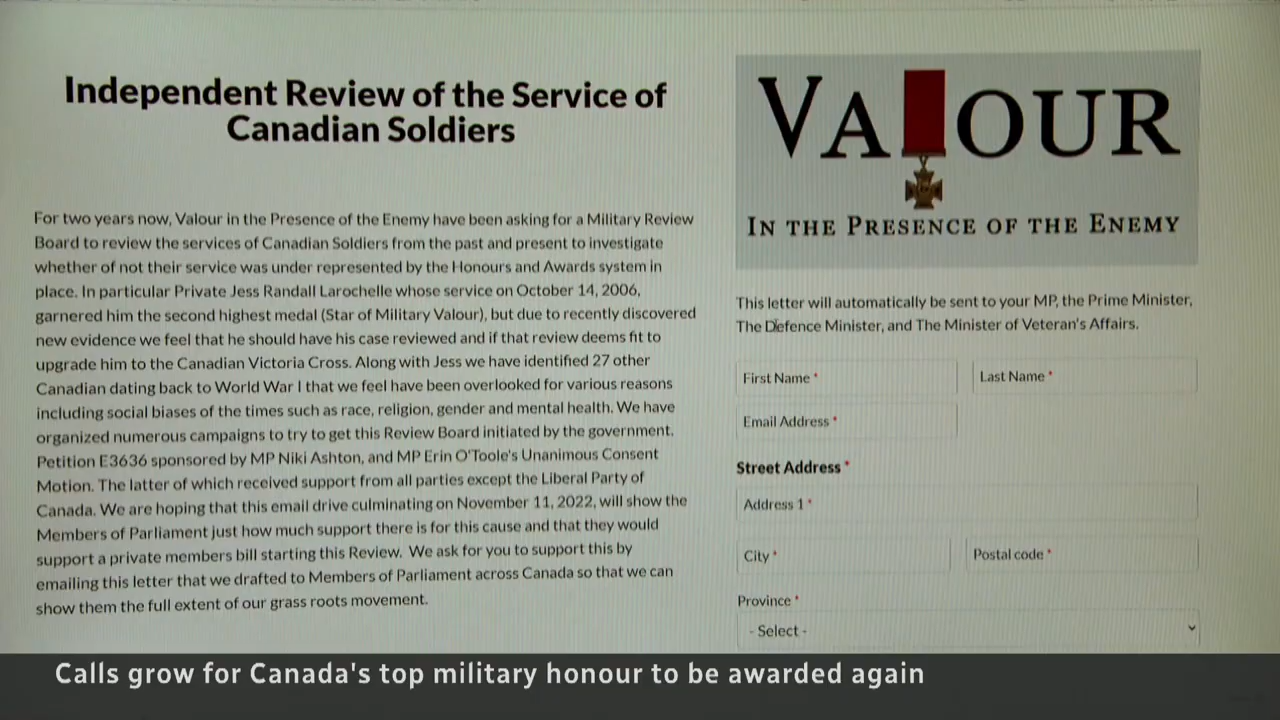 Independent Review of the Service of
Canadian Soldiers
For two years now, Valour in the Presence of the Enemy have been asking for a Military Review
Board to review the services of Canadian Soldiers from the past and present to investigate
whether of not their service was under represented by the Honours and Awards system in
place. In particular Private Jess Randall Larochelle whose service on October 14, 2006,
garnered him the second highest medal (Star of Military Valour), but due to recently discovered
new evidence we feel that he should have his case reviewed and if that review deems fit to
upgrade him to the Canadian Victoria Cross. Along with Jess we have identified 27 other
Canadian dating back to World War I that we feel have been overlooked for various reasons
including social biases of the times such as race, religion, gender and mental health. We have
organized numerous campaigns to try to get this Review Board initiated by the government.
Petition E3636 sponsored by MP Niki Ashton, and MP Erin O'Toole's Unanimous Consent
Motion. The latter of which received support from all parties except the Liberal Party of
Canada. We are hoping that this email drive culminating on November 11, 2022, will show the
Members of Parliament just how much support there is for this cause and that they would
support a private members bill starting this Review. We ask for you to support this by
emailing this letter that we drafted to Members of Parliament across Canada so that we can
show them the full extent of our grass roots movement.
VALOUR
IN THE PRESENCE OF THE ENEMY
This letter will automatically be sent to your MP, the Prime Minister,
The Defence Minister, and The Minister of Veteran's Affairs.
First Name *
Last Name *
Email Address *
Street Address *
Address 1 *
City *
Postal code *
Province *
- Select -
Calls grow for Canada's top military honour to be awarded again